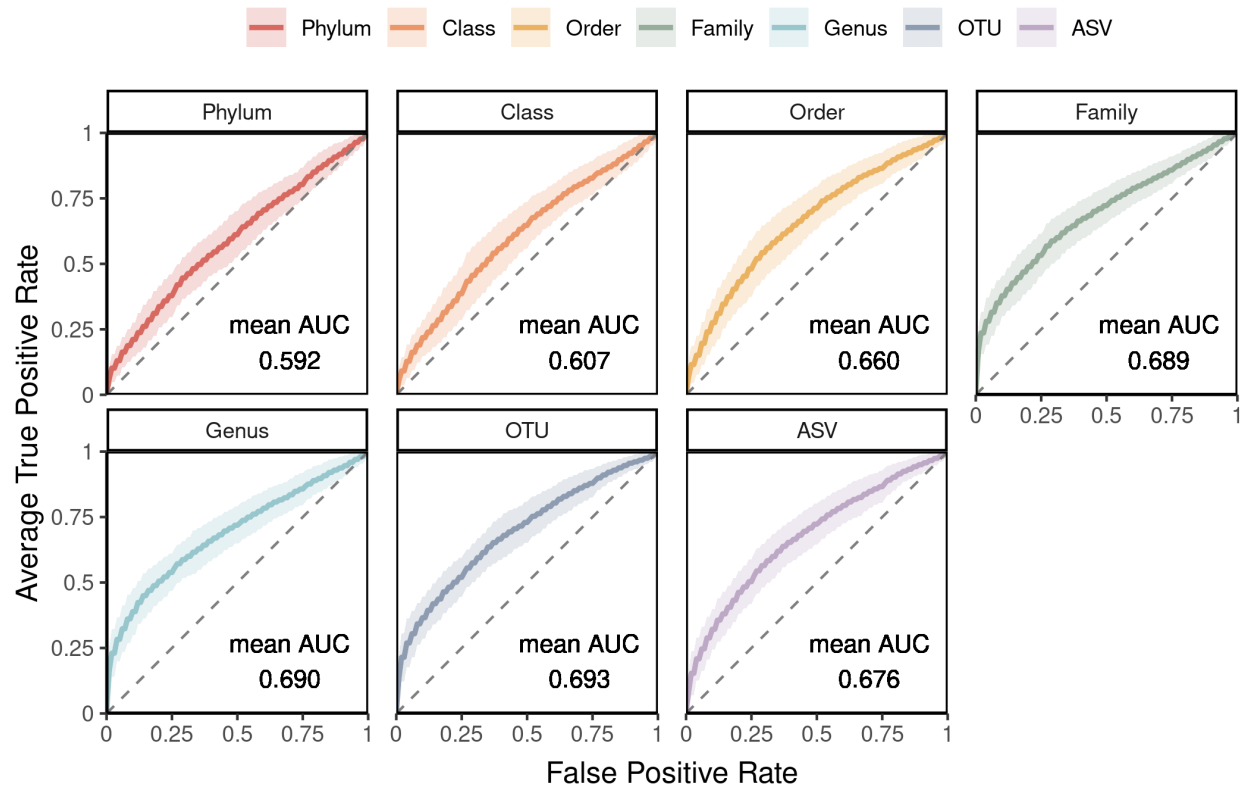 Phylum Class Order Family Genus OTU ASV
Phylum Class Order Family
1
0.75
0.5
0.25
0
mean AUC mean AUC mean AUC mean AUC
0.592 0.607 0.660 0.689
0 0.25 0.5 0.75 1
Genus OTU ASV
1
0.75
0.5
0.25
0
mean AUC mean AUC mean AUC
0.690 0.693 0.676
0 0.25 0.5 0.75 1 0 0.25 0.5 0.75 1 0 0.25 0.5 0.75 1
Average True Positive Rate
False Positive Rate